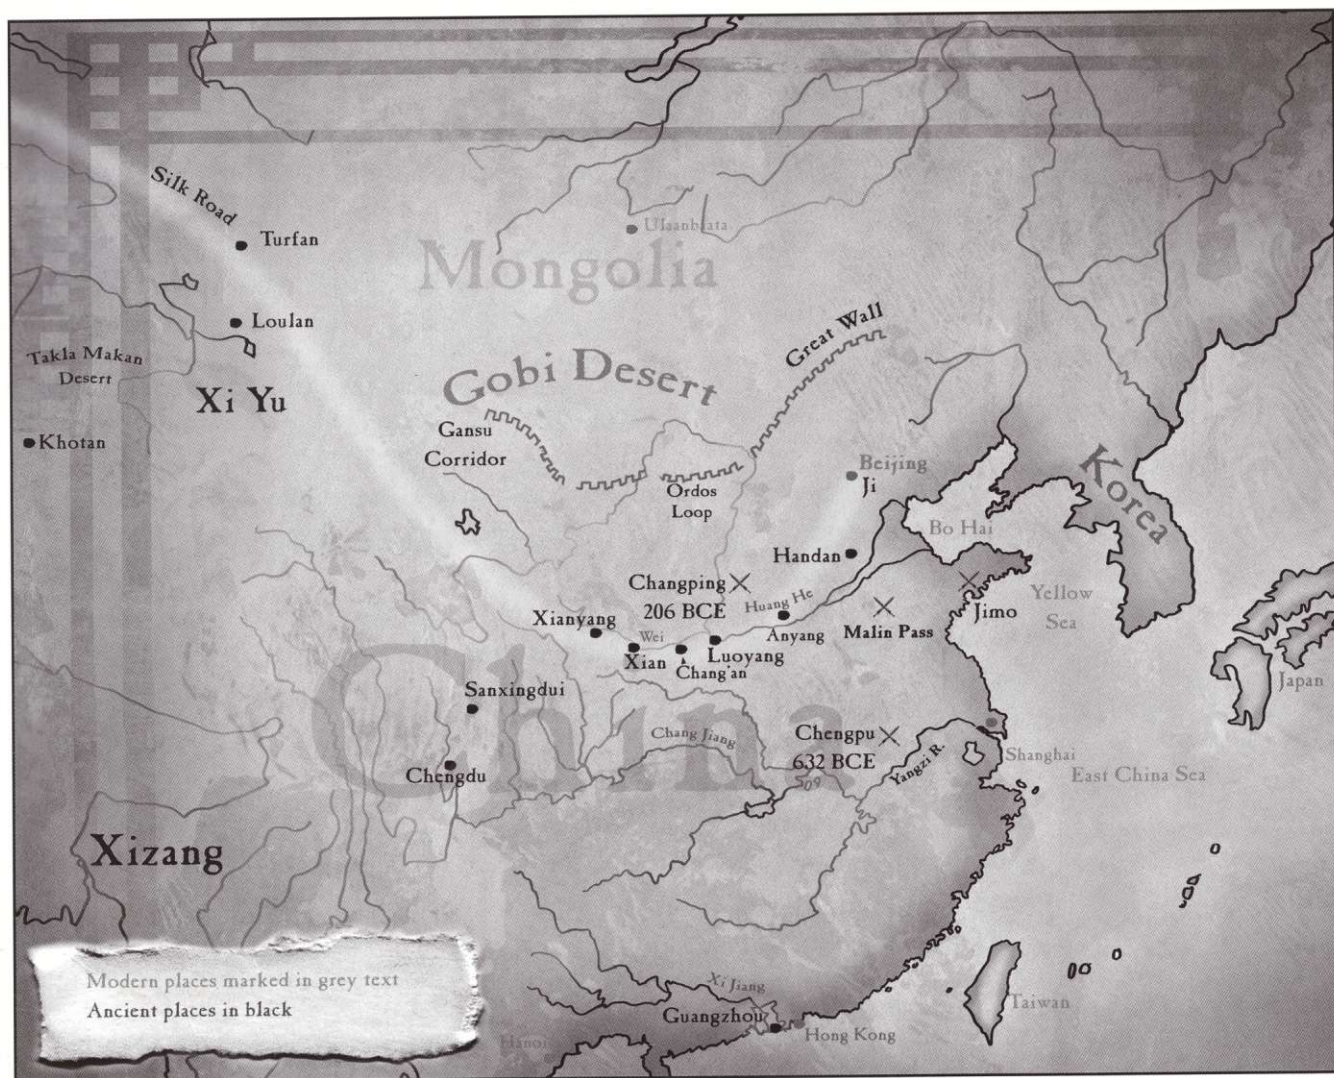 Silk Road
Turfan
Ulaanbaata
Mongolia
Loulan
Great Wall
Takla Makan
Desert
Xi Yu
Gobi Desert
Khotan
Gansu
Corridor
Beijing
Ji
Ordos
Loop
Korea
Bo Hai
Handan
Changping
206 BCE
Huang He
Jimo
Yellow
Sea
Xianyang
Wei
Anyang
Malin Pass
Xian
Luoyang
Chang'an
China
Sanxingdui
Japan
Chang Jiang
Chengpu
632 BCE
Yangzi R.
Shanghai
Chengdu
East China Sea
Xizang
Modern places marked in grey text
Ancient places in black
Xi Jiang
Guangzhou
Hong Kong
Taiwan
Hanoi